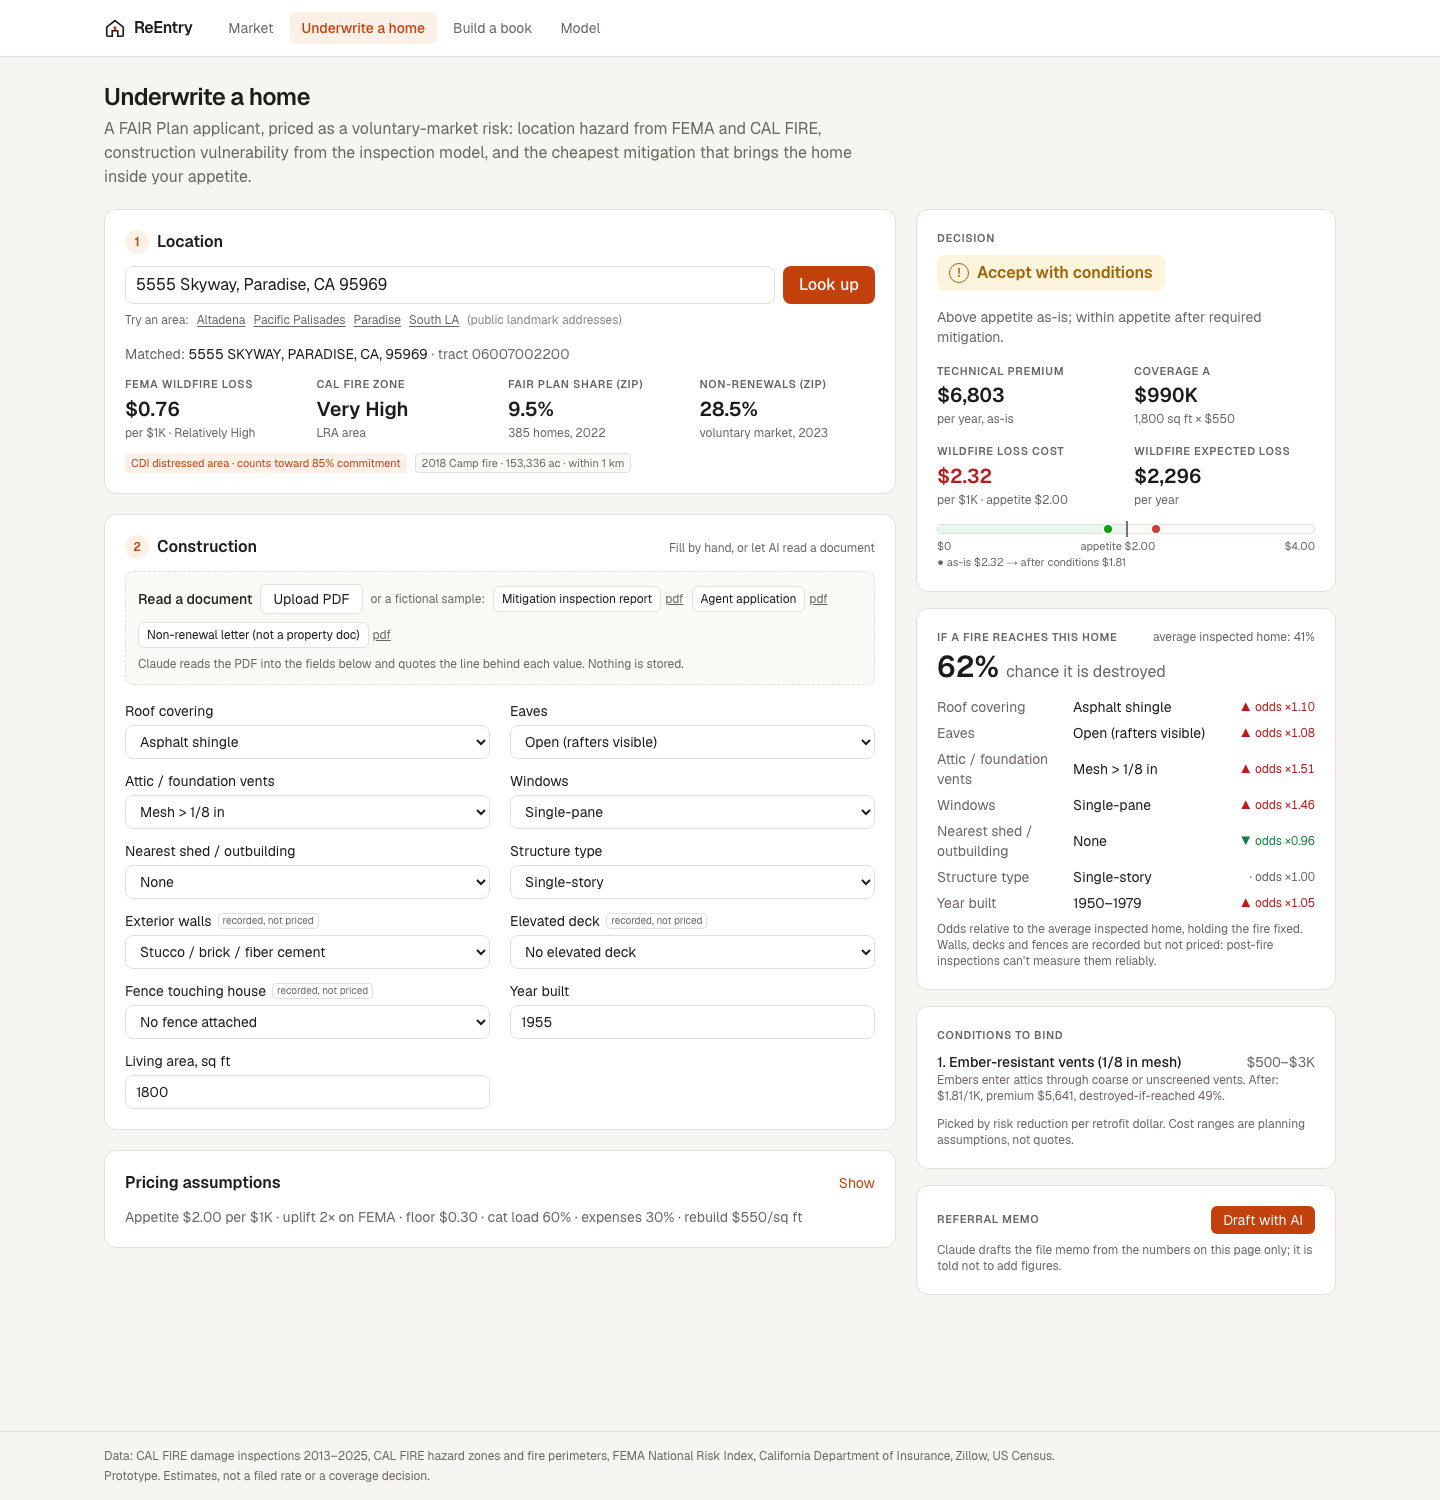 ReEntry
Market
Underwrite a home
Build a book
Model
Underwrite a home
A FAIR Plan applicant, priced as a voluntary-market risk: location hazard from FEMA and CAL FIRE,
construction vulnerability from the inspection model, and the cheapest mitigation that brings the home
inside your appetite.
1 Location
5555 Skyway, Paradise, CA 95969
Look up
Try an area: Altadena Pacific Palisades Paradise South LA (public landmark addresses)
Matched: 5555 SKYWAY, PARADISE, CA, 95969 · tract 06007002200
FEMA WILDFIRE LOSS
$0.76
per $1K · Relatively High
CAL FIRE ZONE
Very High
LRA area
FAIR PLAN SHARE (ZIP)
9.5%
385 homes, 2022
NON-RENEWALS (ZIP)
28.5%
voluntary market, 2023
CDI distressed area · counts toward 85% commitment
2018 Camp fire · 153,336 ac · within 1 km
2 Construction
Fill by hand, or let AI read a document
Read a document Upload PDF or a fictional sample: Mitigation inspection report pdf Agent application pdf
Non-renewal letter (not a property doc) pdf
Claude reads the PDF into the fields below and quotes the line behind each value. Nothing is stored.
Roof covering
Asphalt shingle
Eaves
Open (rafters visible)
Attic / foundation vents
Mesh > 1/8 in
Windows
Single-pane
Nearest shed / outbuilding
None
Structure type
Single-story
Exterior walls recorded, not priced
Stucco / brick / fiber cement
Elevated deck recorded, not priced
No elevated deck
Fence touching house recorded, not priced
No fence attached
Year built
1955
Living area, sq ft
1800
Pricing assumptions
Show
Appetite $2.00 per $1K · uplift 2× on FEMA · floor $0.30 · cat load 60% · expenses 30% · rebuild $550/sq ft
DECISION
! Accept with conditions
Above appetite as-is; within appetite after required
mitigation.
TECHNICAL PREMIUM
$6,803
per year, as-is
COVERAGE A
$990K
1,800 sq ft × $550
WILDFIRE LOSS COST
$2.32
per $1K · appetite $2.00
WILDFIRE EXPECTED LOSS
$2,296
per year
$0
appetite $2.00
$4.00
● as-is $2.32 → after conditions $1.81
IF A FIRE REACHES THIS HOME
average inspected home: 41%
62% chance it is destroyed
Roof covering Asphalt shingle ▲ odds ×1.10
Eaves Open (rafters visible) ▲ odds ×1.08
Attic / foundation
vents
Mesh > 1/8 in ▲ odds ×1.51
Windows Single-pane ▲ odds ×1.46
Nearest shed /
outbuilding
None ▼ odds ×0.96
Structure type Single-story · odds ×1.00
Year built 1950–1979 ▲ odds ×1.05
Odds relative to the average inspected home, holding the fire fixed.
Walls, decks and fences are recorded but not priced: post-fire
inspections can't measure them reliably.
CONDITIONS TO BIND
1. Ember-resistant vents (1/8 in mesh) $500–$3K
Embers enter attics through coarse or unscreened vents. After:
$1.81/1K, premium $5,641, destroyed-if-reached 49%.
Picked by risk reduction per retrofit dollar. Cost ranges are planning
assumptions, not quotes.
REFERRAL MEMO
Draft with AI
Claude drafts the file memo from the numbers on this page only; it is
told not to add figures.
Data: CAL FIRE damage inspections 2013–2025, CAL FIRE hazard zones and fire perimeters, FEMA National Risk Index, California Department of Insurance, Zillow, US Census.
Prototype. Estimates, not a filed rate or a coverage decision.